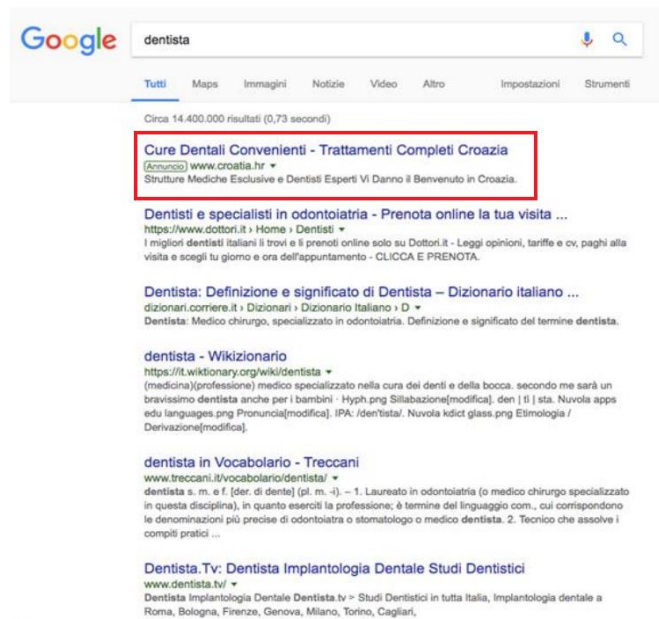 Google
dentista
Tutti Maps Immagini Notizie Video Altro Impostazioni Strumenti
Circa 14.400.000 risultati (0,73 secondi)
Cure Dentali Convenienti - Trattamenti Completi Croazia
Annuncio www.croatia.hr
Strutture Mediche Esclusive e Dentisti Esperti Vi Danno il Benvenuto in Croazia.
Dentisti e specialisti in odontoiatria - Prenota online la tua visita ...
https://www.dottori.it › Home › Dentisti
I migliori dentisti italiani li trovi e li prenoti online solo su Dottori.it - Leggi opinioni, tariffe e cv, paghi alla
visita e scegli tu giorno e ora dell'appuntamento - CLICCA E PRENOTA.
Dentista: Definizione e significato di Dentista – Dizionario italiano ...
dizionari.corriere.it › Dizionari › Dizionario Italiano › D
Dentista: Medico chirurgo, specializzato in odontoiatria. Definizione e significato del termine dentista.
dentista - Wikizionario
https://it.wiktionary.org/wiki/dentista
(medicina)(professione) medico specializzato nella cura dei denti e della bocca. secondo me sarà un
bravissimo dentista anche per i bambini · Hyph.png Sillabazione[modifica]. den | tì | sta. Nuvola apps
edu languages.png Pronuncia[modifica]. IPA: /den'tista/. Nuvola kdict glass.png Etimologia /
Derivazione[modifica].
dentista in Vocabolario - Treccani
www.treccani.it/vocabolario/dentista/
dentista s. m. e f. [der. di dente] (pl. m. -i). – 1. Laureato in odontoiatria (o medico chirurgo specializzato
in questa disciplina), in quanto eserciti la professione; è termine del linguaggio com., cui corrispondono
le denominazioni più precise di odontoiatra o stomatologo o medico dentista. 2. Tecnico che assolve i
compiti pratici ...
Dentista.Tv: Dentista Implantologia Dentale Studi Dentistici
www.dentista.tv/
Dentista Implantologia Dentale Dentista.tv > Studi Dentistici in tutta Italia, Implantologia dentale a
Roma, Bologna, Firenze, Genova, Milano, Torino, Cagliari,